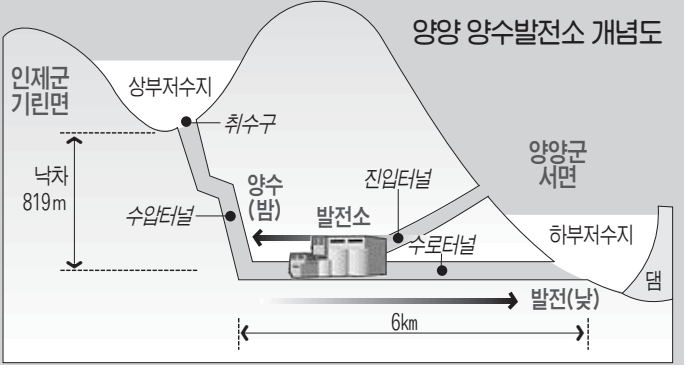 양양 양수발전소 개념도
인제군
기린면
상부저수지
취수구
양양군
서면
낙차
819m
양수
(밤)
진입터널
수압터널
발전소
수로터널
하부저수지
댐
발전(낮)
6km